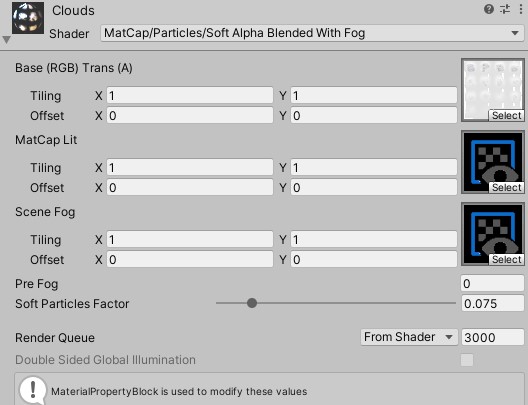 Clouds
Shader MatCap/Particles/Soft Alpha Blended With Fog
Base (RGB) Trans (A)
Tiling X 1 Y 1
Offset X 0 Y 0
Select
MatCap Lit
Tiling X 1 Y 1
Offset X 0 Y 0
Select
Scene Fog
Tiling X 1 Y 1
Offset X 0 Y 0
Select
Pre Fog 0
Soft Particles Factor 0.075
Render Queue From Shader 3000
Double Sided Global Illumination
MaterialPropertyBlock is used to modify these values